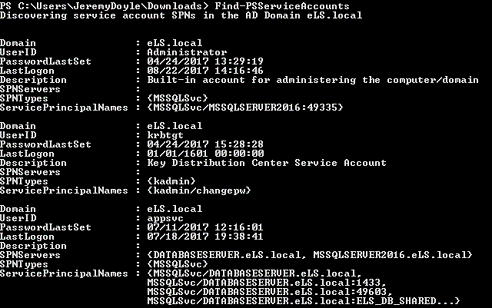 PS C:\Users\JeremyDoyle\Downloads> Find-PSServiceAccounts
Discovering service account SPNs in the AD Domain eLS.local
Domain : eLS.local
UserID : Administrator
PasswordLastSet : 04/24/2017 13:29:19
LastLogon : 08/22/2017 14:16:46
Description : Built-in account for administering the computer/domain
SPNServers :
SPNTypes : {MSSQLSvc}
ServicePrincipalNames : {MSSQLSvc/MSSQLSERVER2016:49335}
Domain : eLS.local
UserID : krbtgt
PasswordLastSet : 04/24/2017 15:28:28
LastLogon : 01/01/1601 00:00:00
Description : Key Distribution Center Service Account
SPNServers :
SPNTypes : {kadmin}
ServicePrincipalNames : {kadmin/changepw}
Domain : eLS.local
UserID : appsvc
PasswordLastSet : 07/11/2017 12:16:01
LastLogon : 07/18/2017 19:38:41
Description :
SPNServers : {DATABASESERVER.eLS.local, MSSQLSERVER2016.eLS.local}
SPNTypes : {MSSQLSvc}
ServicePrincipalNames : {MSSQLSvc/DATABASESERVER.eLS.local,
MSSQLSvc/DATABASESERVER.eLS.local:1433,
MSSQLSvc/DATABASESERVER.eLS.local:49603,
MSSQLSvc/DATABASESERVER.eLS.local:ELS_DB_SHARED...}